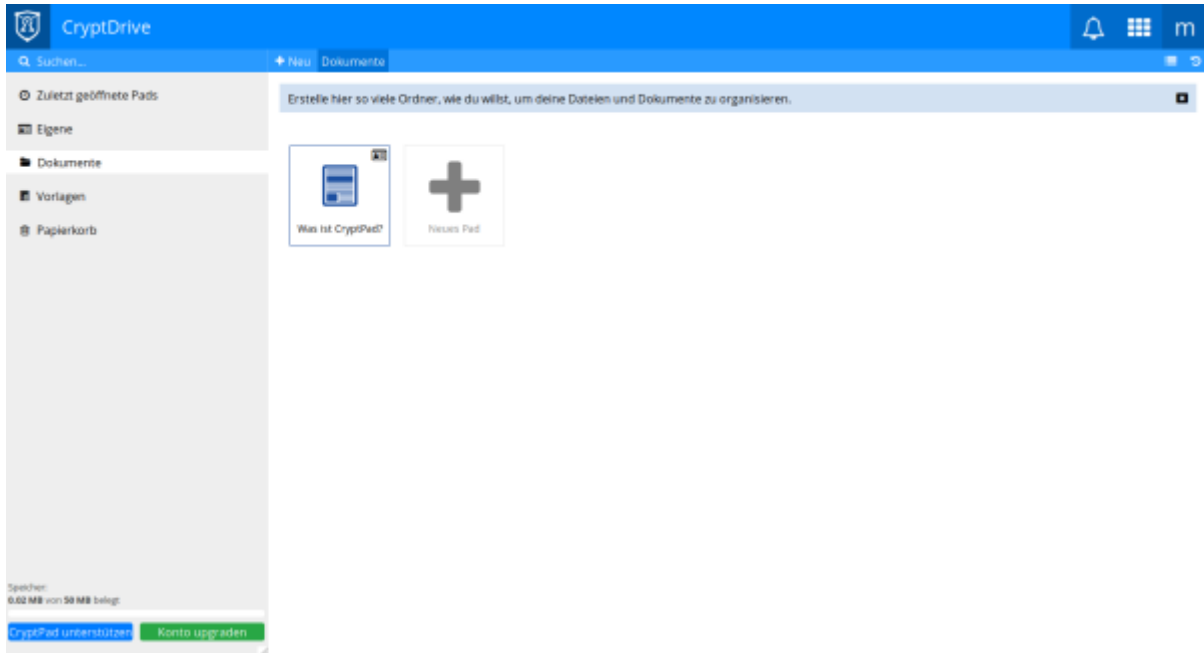 CryptDrive
m
Suchen...
Neu Dokumente
Zuletzt geöffnete Pads
Eigene
Dokumente
Vorlagen
Papierkorb
Erstelle hier so viele Ordner, wie du willst, um deine Dateien und Dokumente zu organisieren.
Was ist CryptPad?
Neues Pad
Speicher:
0.02 MB von 50 MB belegt
CryptPad unterstützen
Konto upgraden